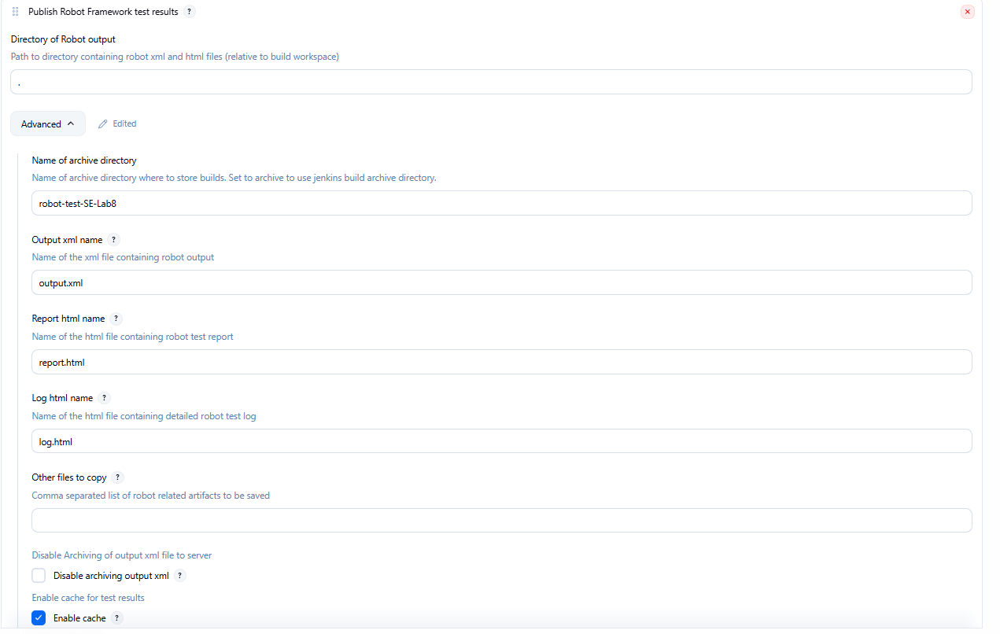 Publish Robot Framework test results ?
Directory of Robot output
Path to directory containing robot xml and html files (relative to build workspace)
.
Advanced
Edited
Name of archive directory
Name of archive directory where to store builds. Set to archive to use jenkins build archive directory.
robot-test-SE-Lab8
Output xml name ?
Name of the xml file containing robot output
output.xml
Report html name ?
Name of the html file containing robot test report
report.html
Log html name ?
Name of the html file containing detailed robot test log
log.html
Other files to copy ?
Comma separated list of robot related artifacts to be saved
Disable Archiving of output xml file to server
Disable archiving output xml ?
Enable cache for test results
Enable cache ?